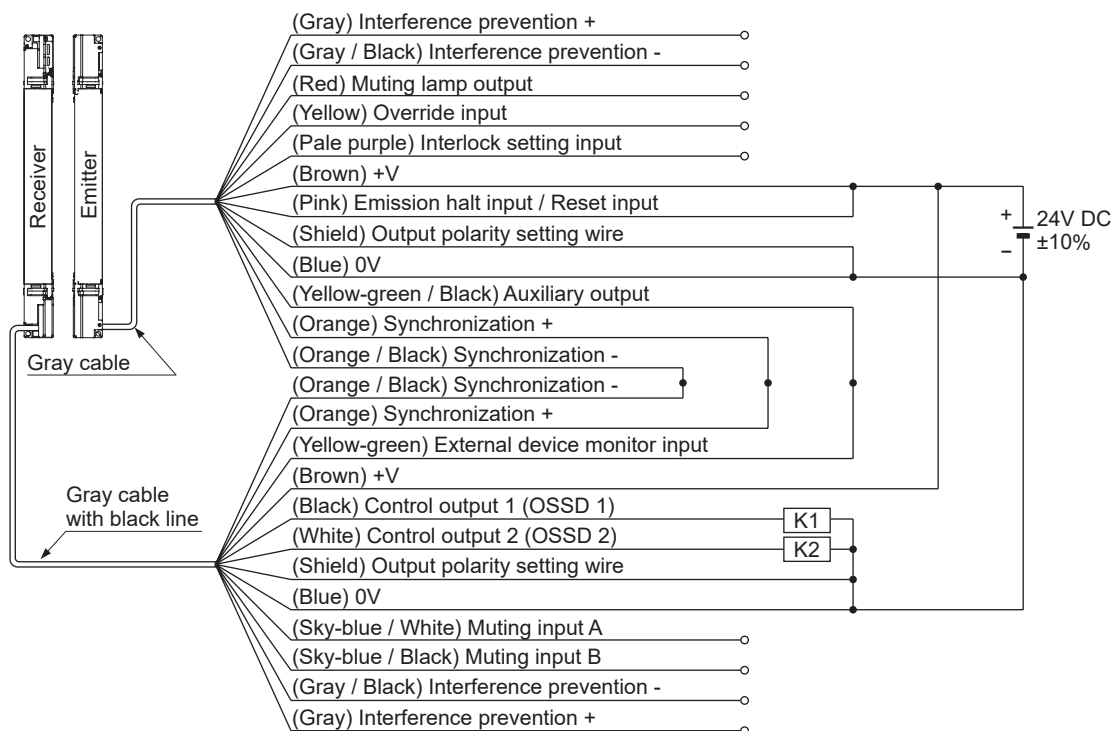 (Gray) Interference prevention +
(Gray / Black) Interference prevention -
(Red) Muting lamp output
(Yellow) Override input
(Pale purple) Interlock setting input
(Brown) +V
(Pink) Emission halt input / Reset input
(Shield) Output polarity setting wire
(Blue) 0V
(Yellow-green / Black) Auxiliary output
(Orange) Synchronization +
(Orange / Black) Synchronization -
(Orange / Black) Synchronization -
(Orange) Synchronization +
(Yellow-green) External device monitor input
(Brown) +V
(Black) Control output 1 (OSSD 1)
(White) Control output 2 (OSSD 2)
(Shield) Output polarity setting wire
(Blue) 0V
(Sky-blue / White) Muting input A
(Sky-blue / Black) Muting input B
(Gray / Black) Interference prevention -
(Gray) Interference prevention +
Receiver
Emitter
Gray cable
Gray cable
with black line
K1
K2
+
24V DC
±10%
−